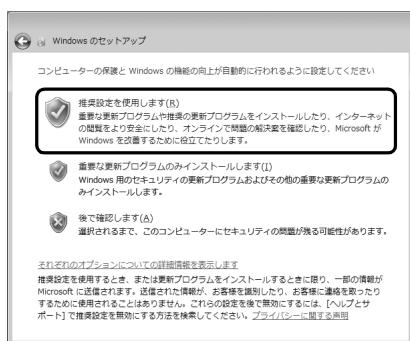 Windows のセットアップ
コンピューターの保護と Windows の機能の向上が自動的に行われるように設定してください
推奨設定を使用します(R)
重要な更新プログラムや推奨の更新プログラムをインストールしたり、インターネット
の閲覧をより安全にしたり、オンラインで問題の解決案を確認したり、Microsoft が
Windows を改善するために役立てたりします。
重要な更新プログラムのみインストールします(I)
Windows 用のセキュリティの更新プログラムおよびその他の重要な更新プログラムの
みインストールします。
後で確認します(A)
選択されるまで、このコンピューターにセキュリティの問題が残る可能性があります。
それぞれのオプションについての詳細情報を表示します
推奨設定を使用するとき、または更新プログラムをインストールするときに限り、一部の情報が
Microsoft に送信されます。送信された情報が、お客様を識別したり、お客様に連絡を取ったり
するために使用されることはありません。これらの設定を後で無効にするには、[ヘルプとサ
ポート] で推奨設定を無効にする方法を検索してください。プライバシーに関する声明